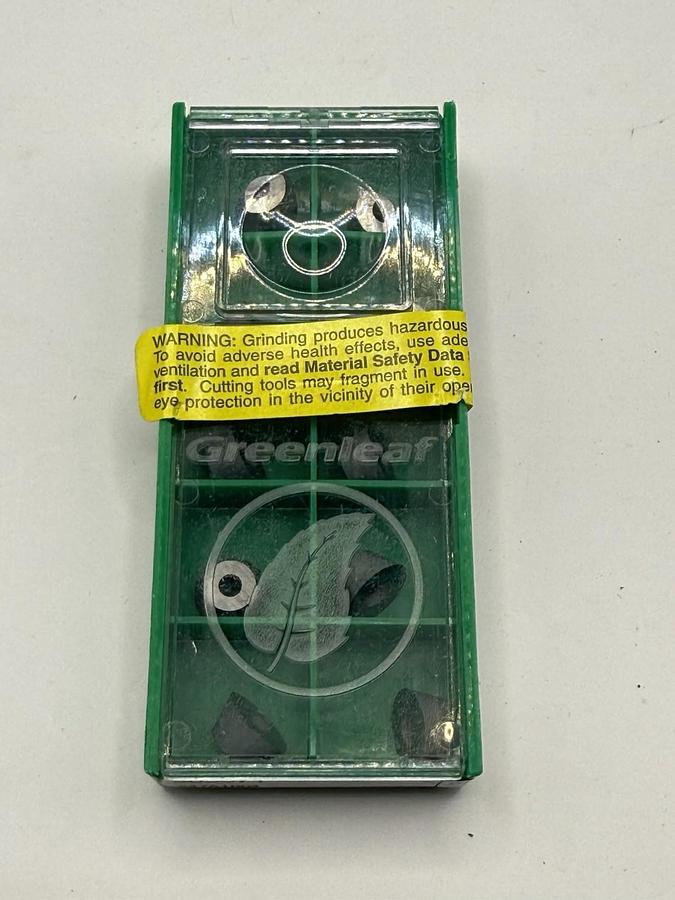 WARNING: Grinding produces hazardous
To avoid adverse health effects, use ade
ventilation and read Material Safety Data
first. Cutting tools may fragment in use.
eye protection in the vicinity of their oper
Greenleaf